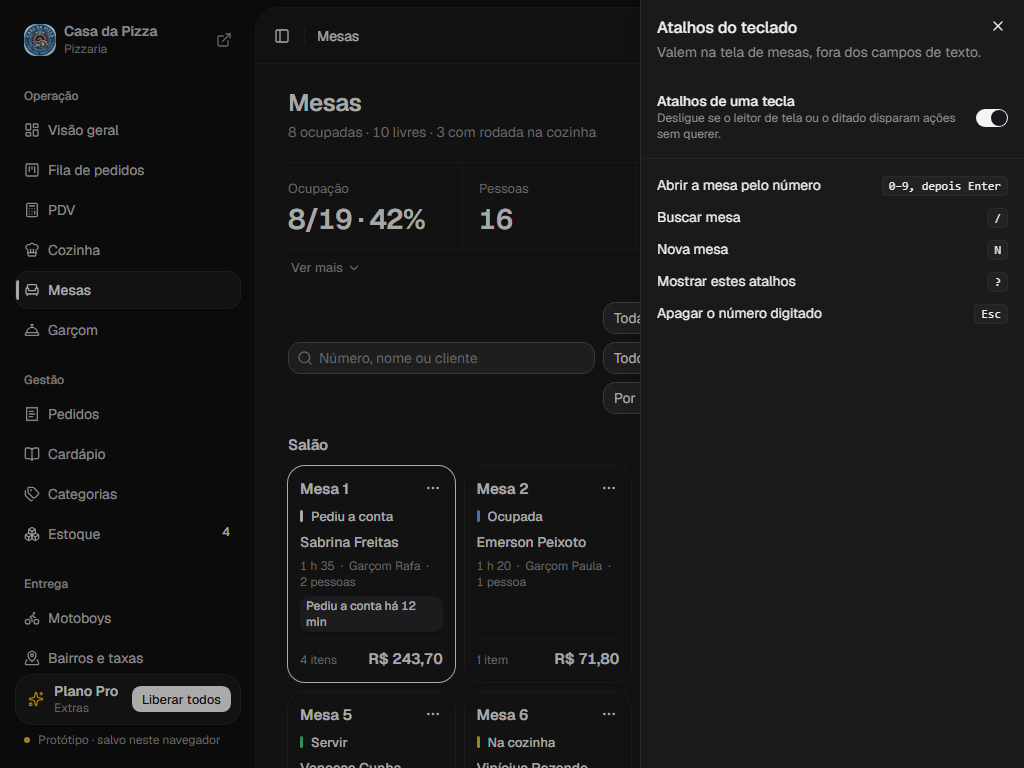 Casa da Pizza
Pizzaria
Operação
Visão geral
Fila de pedidos
PDV
Cozinha
Mesas
Garçom
Gestão
Pedidos
Cardápio
Categorias
Estoque
4
Entrega
Motoboys
Bairros e taxas
Plano Pro
Extras
Liberar todos
Protótipo · salvo neste navegador
Mesas
Mesas
8 ocupadas · 10 livres · 3 com rodada na cozinha
Ocupação
8/19 · 42%
Pessoas
16
Ver mais
Toda
Número, nome ou cliente
Todo
Por
Salão
Mesa 1
Pediu a conta
Sabrina Freitas
1 h 35 · Garçom Rafa ·
2 pessoas
Pediu a conta há 12
min
4 itens
R$ 243,70
Mesa 2
Ocupada
Emerson Peixoto
1 h 20 · Garçom Paula ·
1 pessoa
1 item
R$ 71,80
Mesa 5
Servir
Mesa 6
Na cozinha
Atalhos do teclado
Valem na tela de mesas, fora dos campos de texto.
Atalhos de uma tecla
Desligue se o leitor de tela ou o ditado disparam ações
sem querer.
Abrir a mesa pelo número
0–9, depois Enter
Buscar mesa
/
Nova mesa
N
Mostrar estes atalhos
?
Apagar o número digitado
Esc